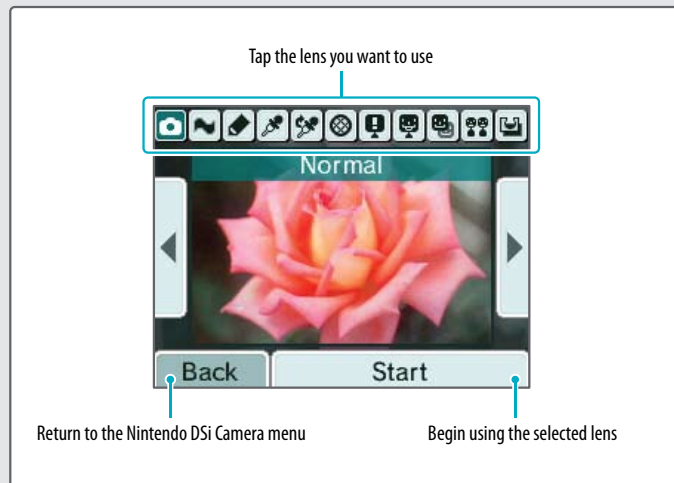 Tap the lens you want to use
Normal
Back
Start
Return to the Nintendo DSi Camera menu
Begin using the selected lens